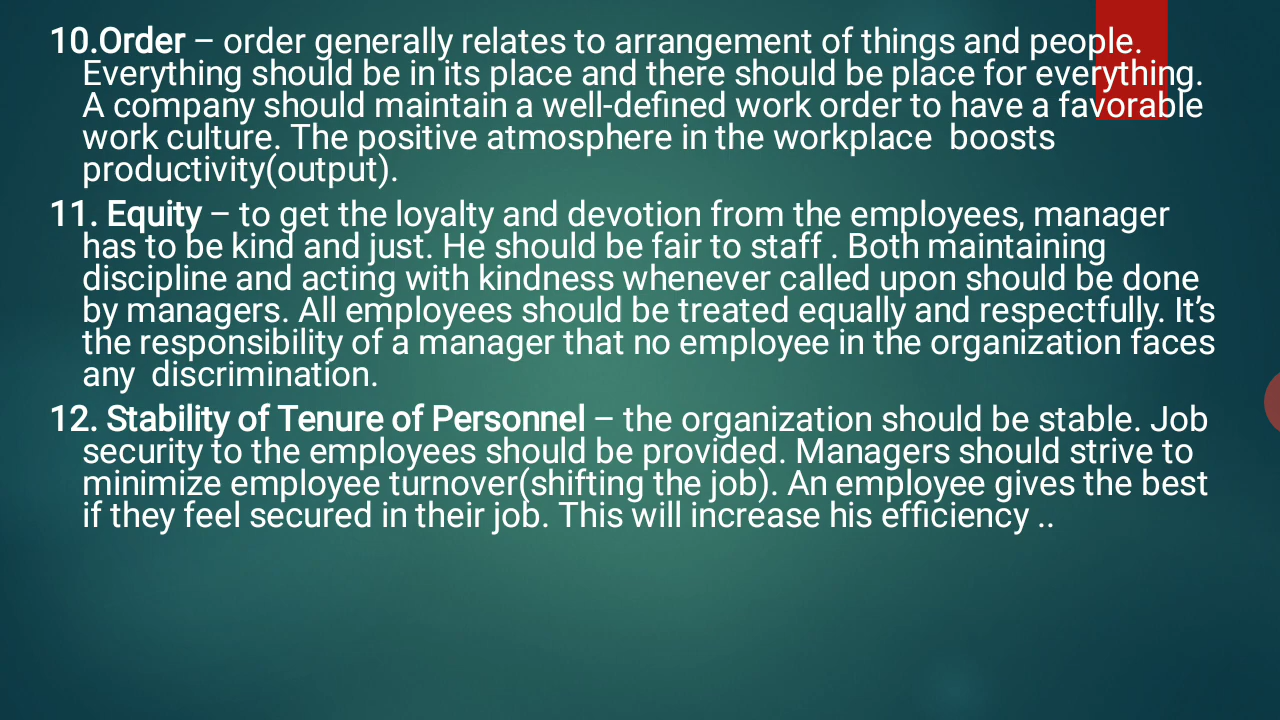 10.Order – order generally relates to arrangement of things and people.
Everything should be in its place and there should be place for everything.
A company should maintain a well-defined work order to have a favorable
work culture. The positive atmosphere in the workplace  boosts
productivity(output).
11. Equity – to get the loyalty and devotion from the employees, manager
has to be kind and just. He should be fair to staff . Both maintaining
discipline and acting with kindness whenever called upon should be done
by managers. All employees should be treated equally and respectfully. It’s
the responsibility of a manager that no employee in the organization faces
any  discrimination.
12. Stability of Tenure of Personnel – the organization should be stable. Job
security to the employees should be provided. Managers should strive to
minimize employee turnover(shifting the job). An employee gives the best
if they feel secured in their job. This will increase his efficiency ..